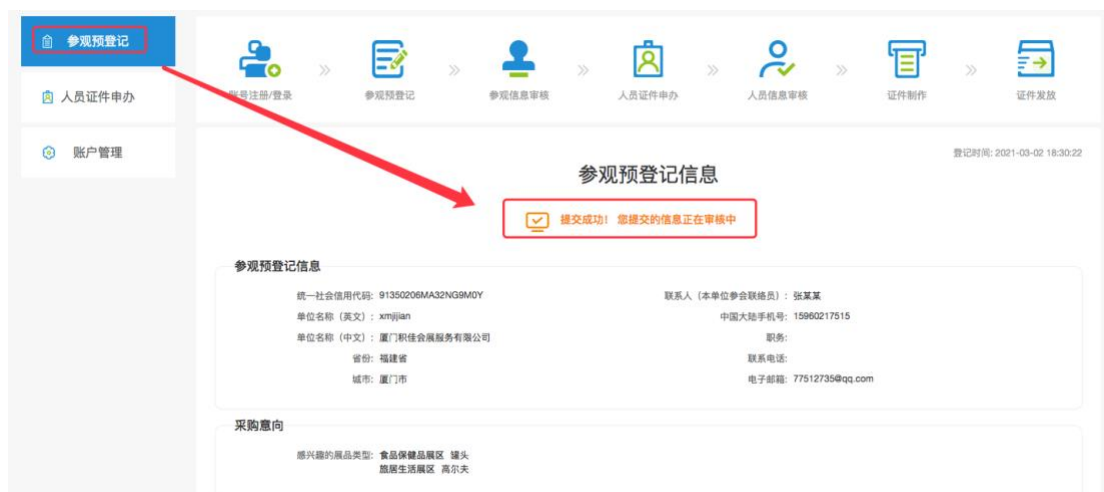 参观预登记
人员证件申办
账户管理
账号注册/登录
参观预登记
参观信息审核
人员证件申办
人员信息审核
证件制作
证件发放
登记时间: 2021-03-02 18:30:22
参观预登记信息
提交成功! 您提交的信息正在审核中
参观预登记信息
统一社会信用代码: 91350206MA32NG9M0Y
单位名称（英文）: xmjijian
单位名称（中文）: 厦门积佳会展服务有限公司
省份: 福建省
城市: 厦门市
联系人（本单位参会联络员）: 张某某
中国大陆手机号: 15960217515
职务:
联系电话:
电子邮箱: 77512735@qq.com
采购意向
感兴趣的展品类型: 食品保健品展区 罐头
旅居生活展区 高尔夫